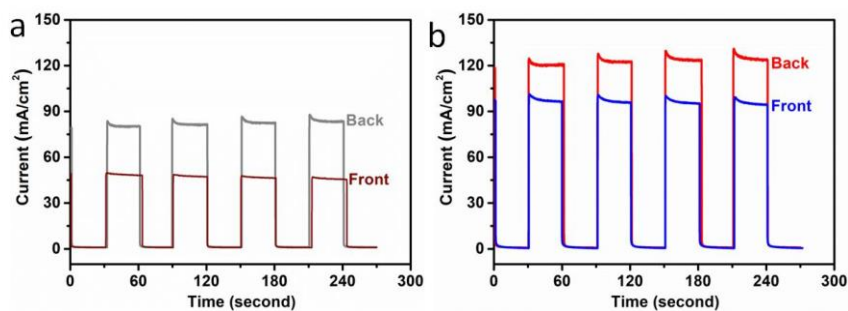 a
150
120
90
60
30
0
Current (mA/cm²)
Back
Front
0 60 120 180 240 300
Time (second)
b
150
120
90
60
30
0
Current (mA/cm²)
Back
Front
0 60 120 180 240 300
Time (second)